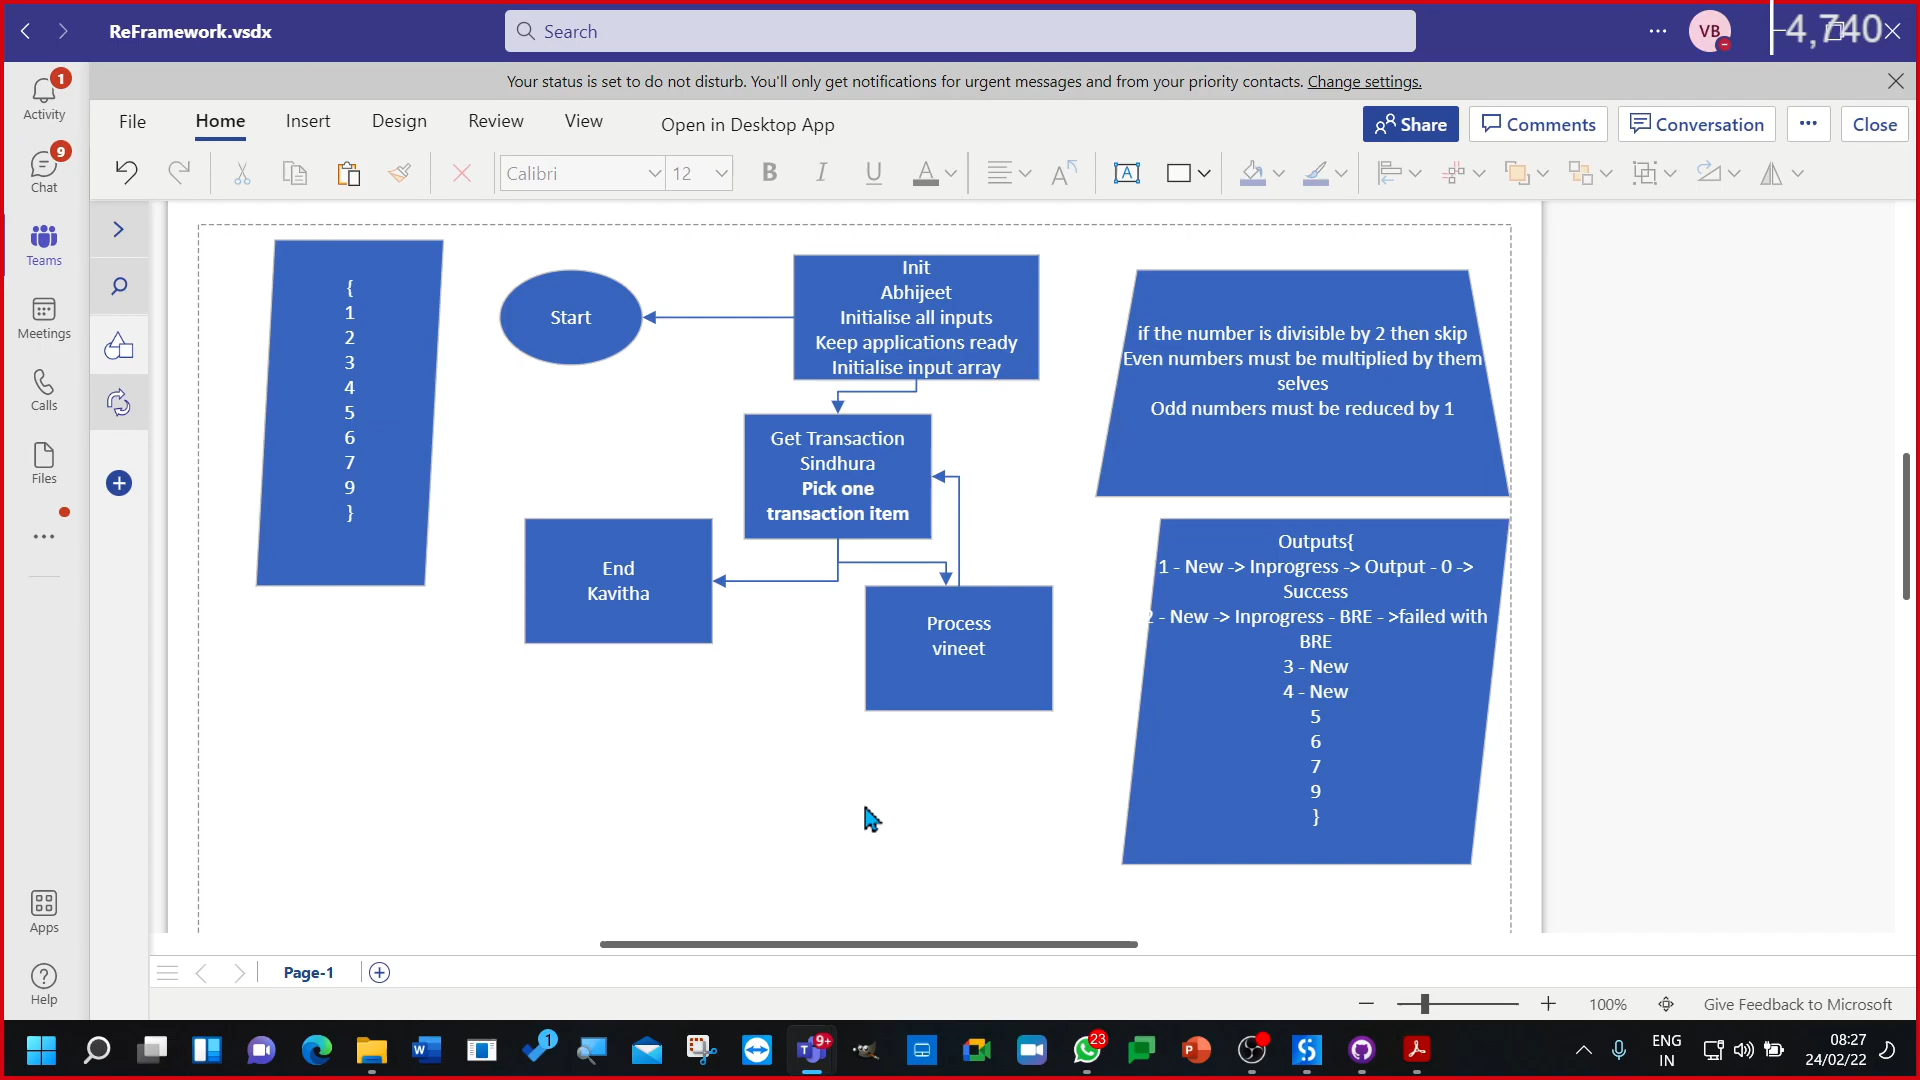 ReFramework.vsdx
Search
VB
4,740
Your status is set to do not disturb. You'll only get notifications for urgent messages and from your priority contacts. Change settings.
1
Activity
9
Chat
Teams
Meetings
Calls
Files
Apps
Help
File
Home
Insert
Design
Review
View
Open in Desktop App
Share
Comments
Conversation
Close
Calibri
12
B
I
U
A
A
A
{
1
2
3
4
5
6
7
9
}
Start
Init
Abhijeet
Initialise all inputs
Keep applications ready
Initialise input array
Get Transaction
Sindhura
Pick one
transaction item
End
Kavitha
Process
vineet
if the number is divisible by 2 then skip
Even numbers must be multiplied by them
selves
Odd numbers must be reduced by 1
Outputs{
1 - New -> Inprogress -> Output - 0 ->
Success
2 - New -> Inprogress - BRE - >failed with
BRE
3 - New
4 - New
5
6
7
9
}
Page-1
100%
Give Feedback to Microsoft
1
9+
23
ENG
IN
08:27
24/02/22